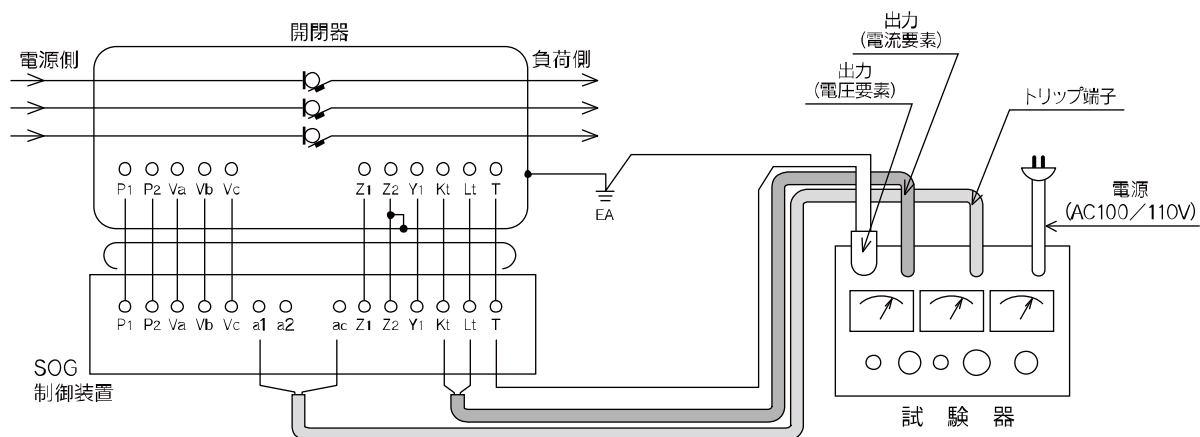 開閉器
電源側
負荷側
出力
(電流要素)
出力
(電圧要素)
トリップ端子
P1 P2 Va Vb Vc Z1 Z2 Y1 Kt Lt T
EA
電源
(AC100/110V)
P1 P2 Va Vb Vc a1 a2 ac Z1 Z2 Y1 Kt Lt T
SOG
制御装置
試験器